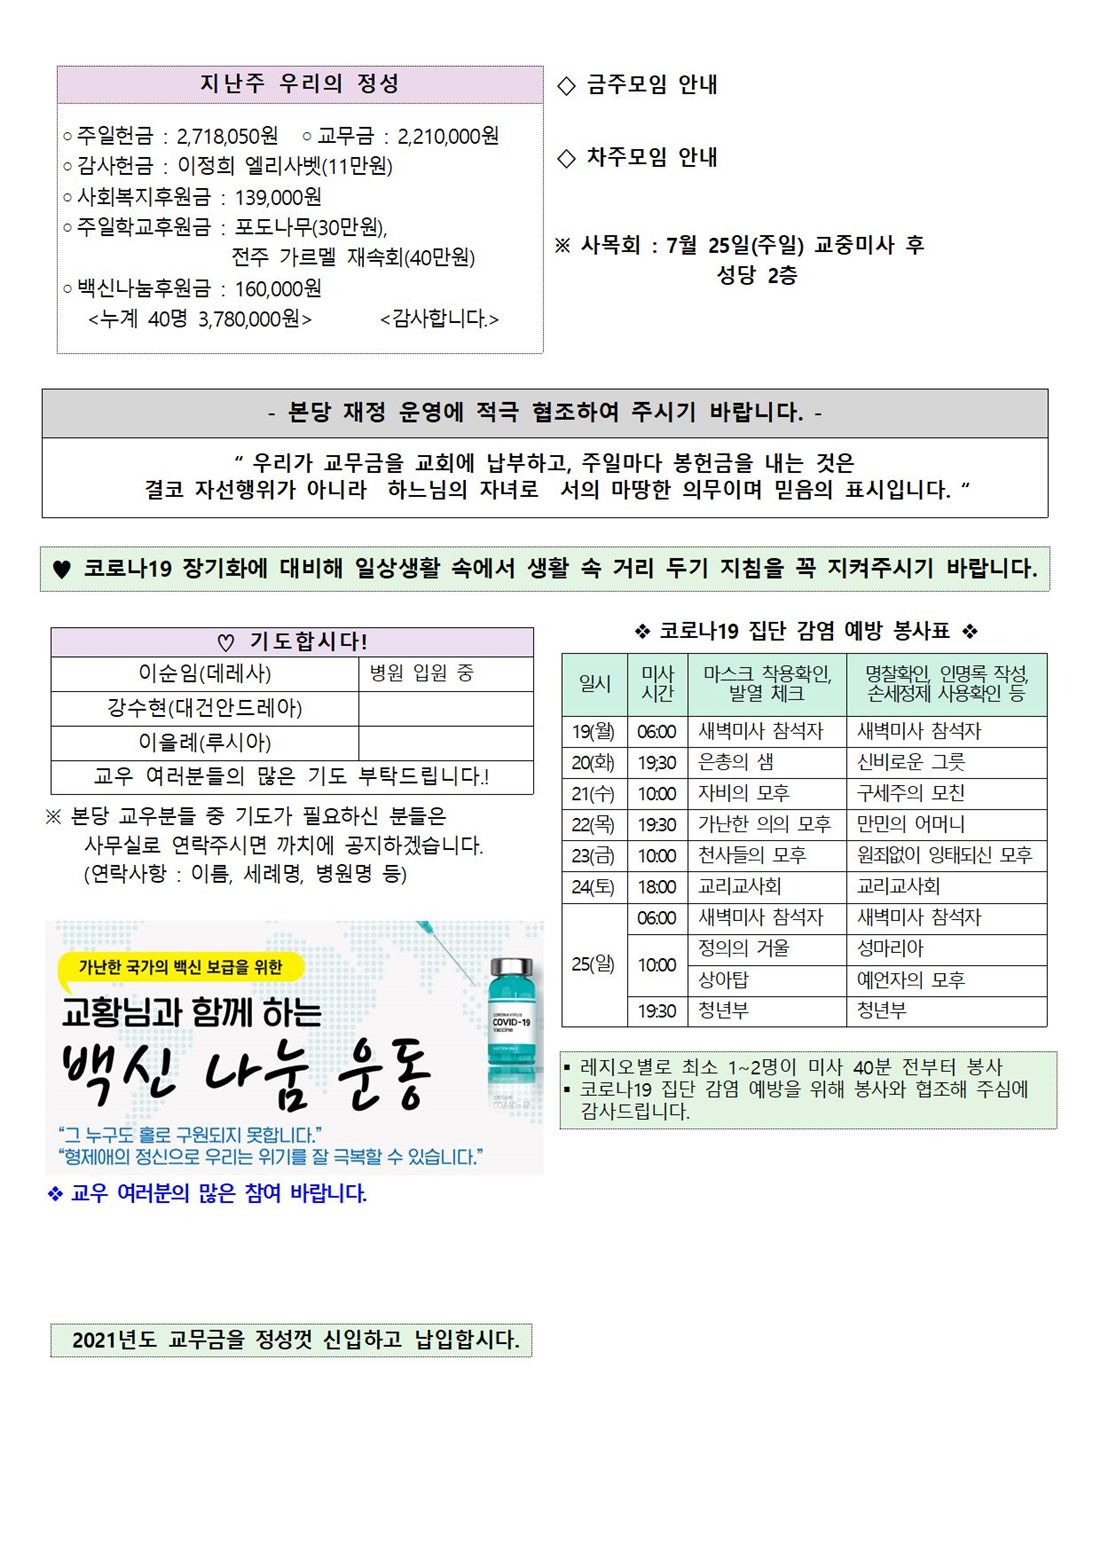 지난주 우리의 정성
○ 주일헌금 : 2,718,050원 ○ 교무금 : 2,210,000원
○ 감사헌금 : 이정희 엘리사벳(11만원)
○ 사회복지후원금 : 139,000원
○ 주일학교후원금 : 포도나무(30만원),
전주 가르멜 재속회(40만원)
○ 백신나눔후원금 : 160,000원
<누계 40명 3,780,000원> <감사합니다.>
◇ 금주모임 안내
◇ 차주모임 안내
※ 사목회 : 7월 25일(주일) 교중미사 후
성당 2층
- 본당 재정 운영에 적극 협조하여 주시기 바랍니다. -
“ 우리가 교무금을 교회에 납부하고, 주일마다 봉헌금을 내는 것은
결코 자선행위가 아니라 하느님의 자녀로 서의 마땅한 의무이며 믿음의 표시입니다. “
♥ 코로나19 장기화에 대비해 일상생활 속에서 생활 속 거리 두기 지침을 꼭 지켜주시기 바랍니다.
♡ 기도합시다!
이순임(데레사) 병원 입원 중
강수현(대건안드레아)
이을례(루시아)
교우 여러분들의 많은 기도 부탁드립니다.!
※ 본당 교우분들 중 기도가 필요하신 분들은
사무실로 연락주시면 까치에 공지하겠습니다.
(연락사항 : 이름, 세례명, 병원명 등)
가난한 국가의 백신 보급을 위한
교황님과 함께 하는
백신 나눔 운동
CORONAVIRUS
COVID-19
Vaccine
“그 누구도 홀로 구원되지 못합니다.”
“형제애의 정신으로 우리는 위기를 잘 극복할 수 있습니다.”
❖ 교우 여러분의 많은 참여 바랍니다.
2021년도 교무금을 정성껏 신입하고 납입합시다.
❖ 코로나19 집단 감염 예방 봉사표 ❖
일시 미사 시간 마스크 착용확인, 발열 체크 명찰확인, 인명록 작성, 손세정제 사용확인 등
19(월) 06:00 새벽미사 참석자 새벽미사 참석자
20(화) 19;30 은총의 샘 신비로운 그릇
21(수) 10:00 자비의 모후 구세주의 모친
22(목) 19:30 가난한 의의 모후 만민의 어머니
23(금) 10:00 천사들의 모후 원죄없이 잉태되신 모후
24(토) 18:00 교리교사회 교리교사회
25(일) 06:00 새벽미사 참석자 새벽미사 참석자
10:00 정의의 거울 성마리아
상아탑 예언자의 모후
19:30 청년부 청년부
▪ 레지오별로 최소 1~2명이 미사 40분 전부터 봉사
▪ 코로나19 집단 감염 예방을 위해 봉사와 협조해 주심에
감사드립니다.